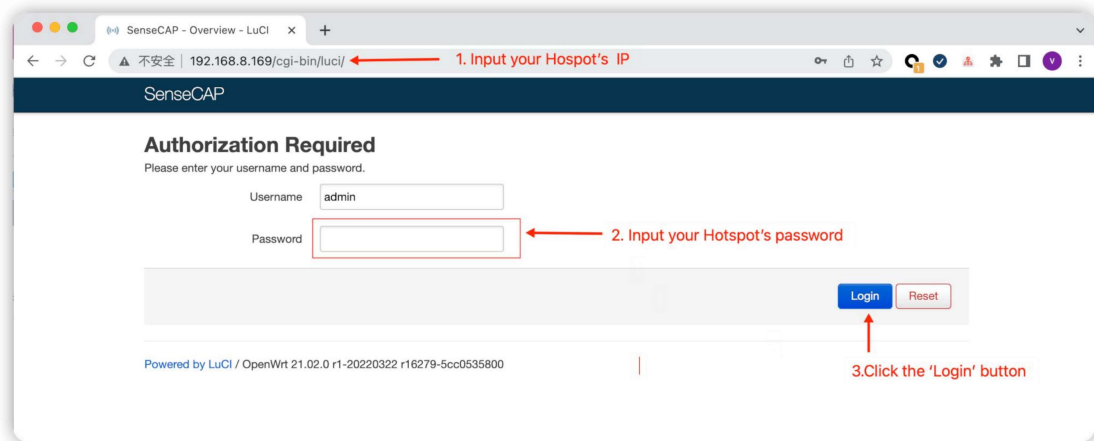 SenseCAP - Overview - LuCI
不安全 | 192.168.8.169/cgi-bin/luci/
1. Input your Hospot's IP
1
V
SenseCAP
Authorization Required
Please enter your username and password.
Username admin
Password
2. Input your Hotspot's password
Login Reset
Powered by LuCI / OpenWrt 21.02.0 r1-20220322 r16279-5cc0535800
3.Click the 'Login' button